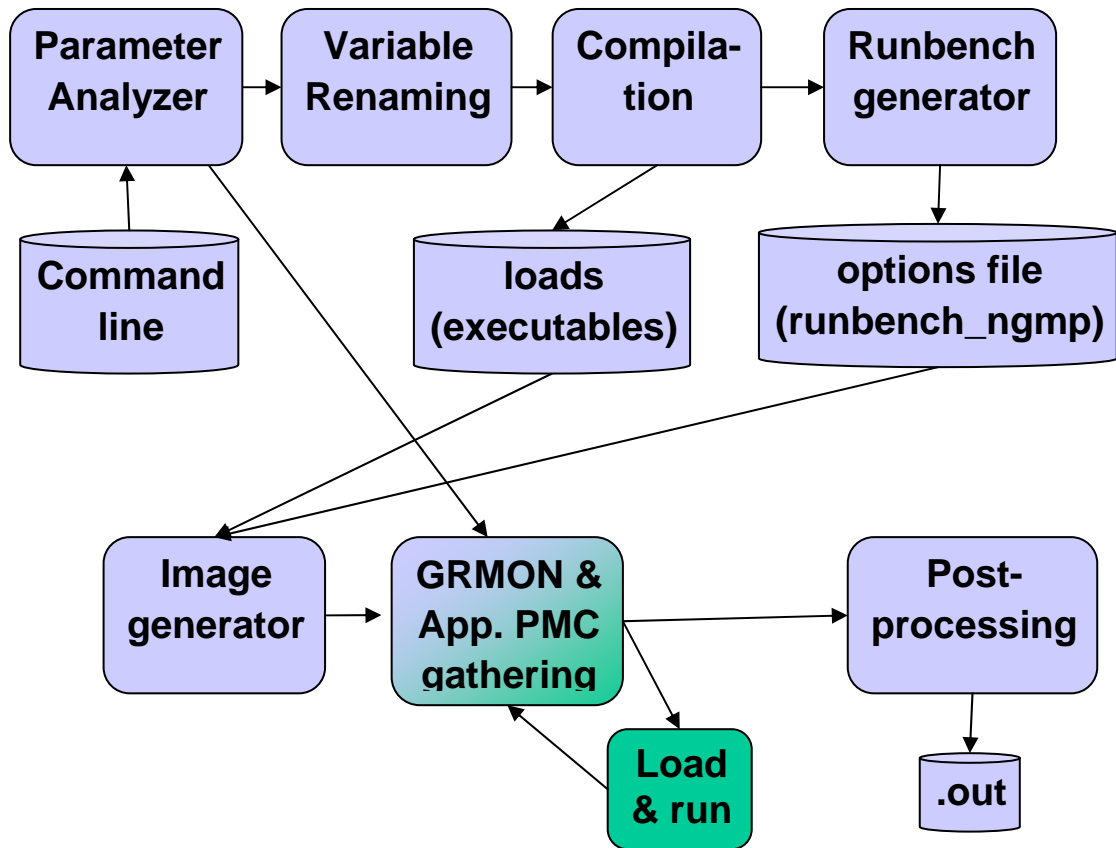 Parameter
Analyzer
Variable
Renaming
Compila-
tion
Runbench
generator
Command
line
loads
(executables)
options file
(runbench_ngmp)
Image
generator
GRMON &
App. PMC
gathering
Post-
processing
Load
& run
.out